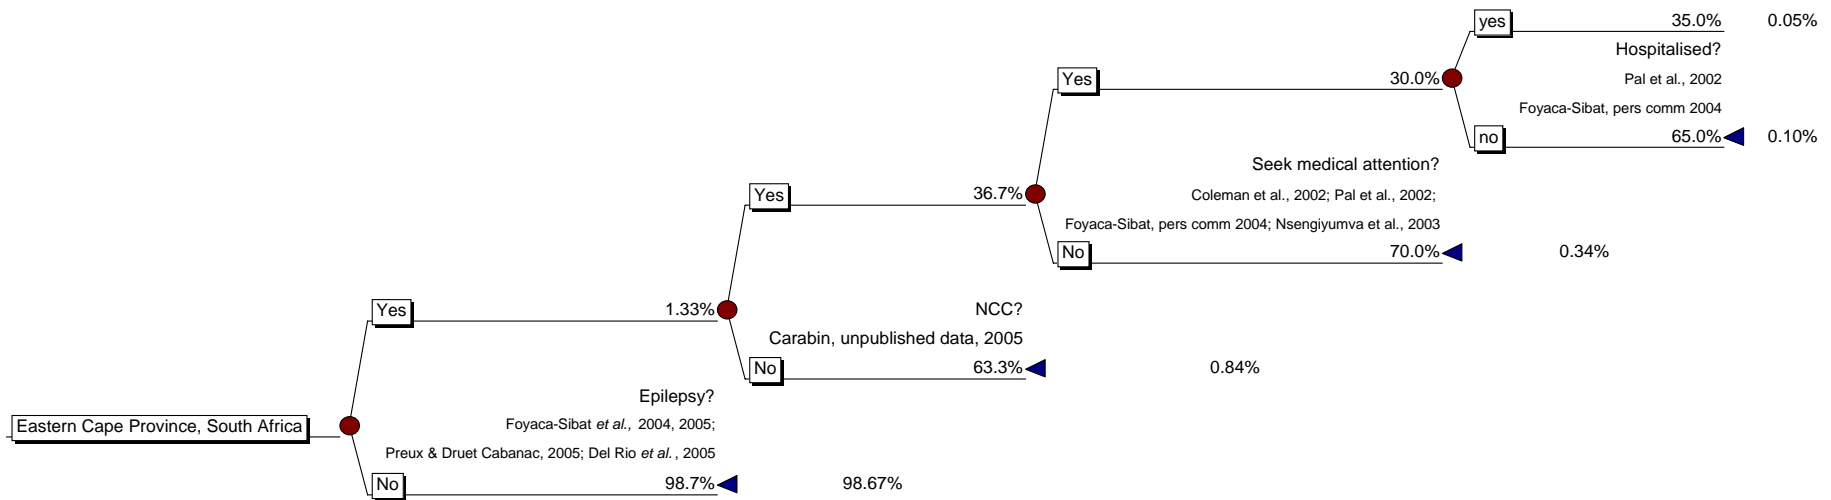 yes 35.0% 0.05%
Hospitalised?
Yes 30.0% Pal et al., 2002
Foyaca-Sibat, pers comm 2004
no 65.0% 0.10%
Seek medical attention?
Yes 36.7% Coleman et al., 2002; Pal et al., 2002;
Foyaca-Sibat, pers comm 2004; Nsengiyumva et al., 2003
No 70.0% 0.34%
Yes 1.33% NCC?
Carabin, unpublished data, 2005
No 63.3% 0.84%
Epilepsy?
Eastern Cape Province, South Africa Foyaca-Sibat et al., 2004, 2005;
Preux & Druet Cabanac, 2005; Del Rio et al., 2005
No 98.7% 98.67%